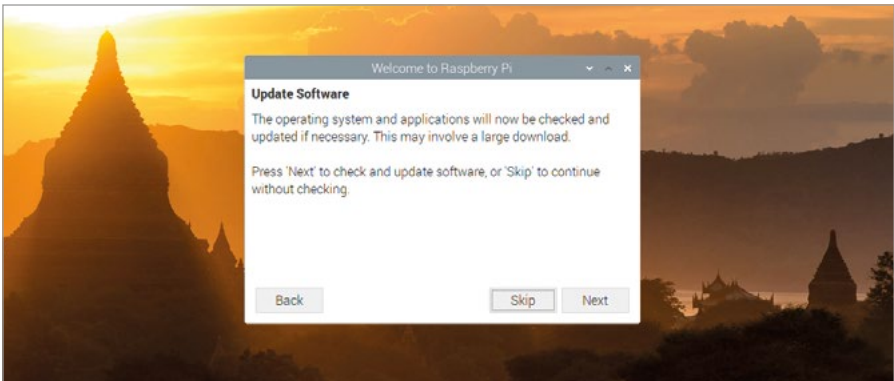 Welcome to Raspberry Pi
Update Software
The operating system and applications will now be checked and
updated if necessary. This may involve a large download.
Press 'Next' to check and update software, or 'Skip' to continue
without checking.
Back
Skip
Next